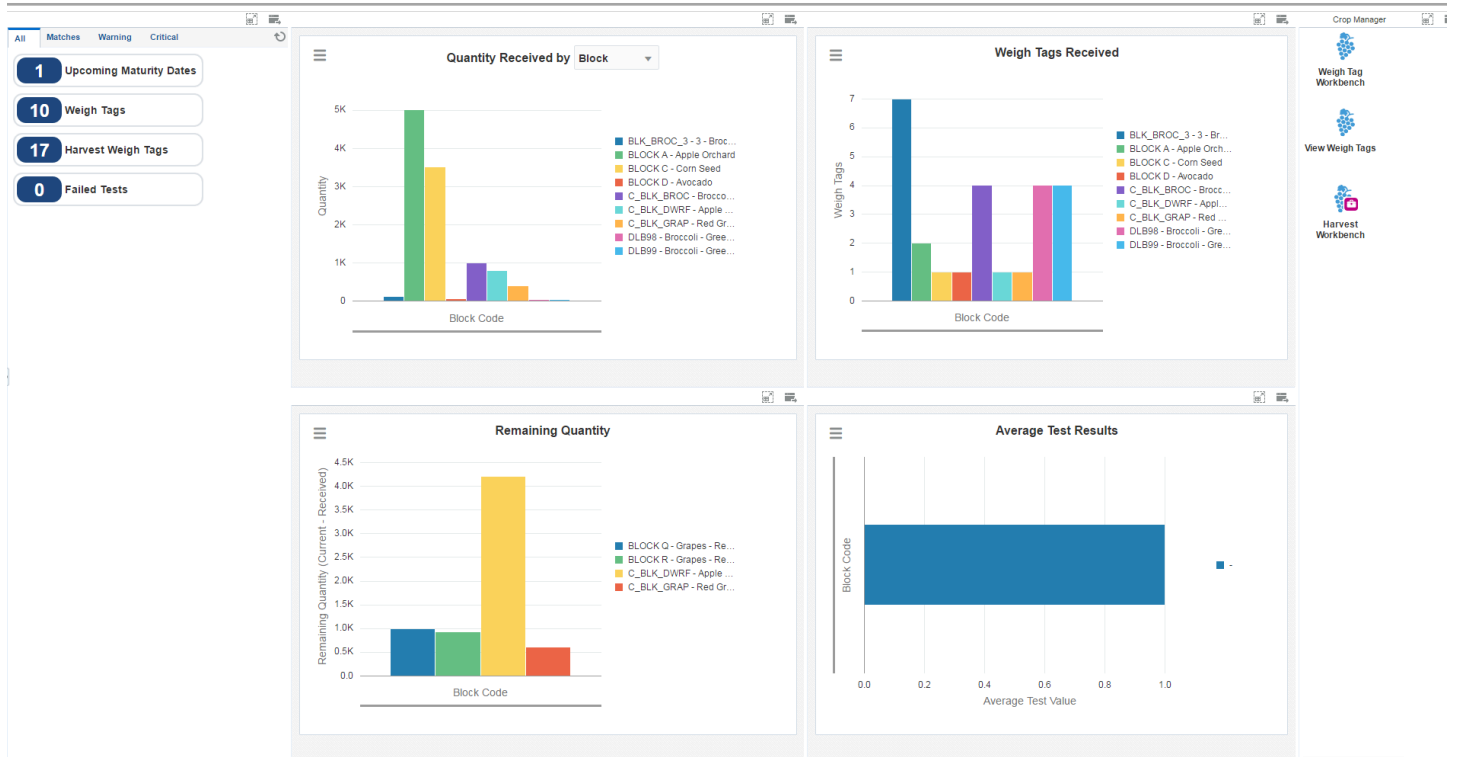 Crop Manager
All Matches Warning Critical
1 Upcoming Maturity Dates
10 Weigh Tags
17 Harvest Weigh Tags
0 Failed Tests
Quantity Received by Block
5K
4K
3K
2K
1K
0
Quantity
Block Code
BLK_BROC_3 - 3 - Broc...
BLOCK A - Apple Orchard
BLOCK C - Corn Seed
BLOCK D - Avocado
C_BLK_BROC - Brocco...
C_BLK_DWRF - Apple ...
C_BLK_GRAP - Red Gr...
DLB98 - Broccoli - Gree...
DLB99 - Broccoli - Gree...
Weigh Tags Received
7
6
5
4
3
2
1
0
Weigh Tags
Block Code
BLK_BROC_3 - 3 - Br...
BLOCK A - Apple Orch...
BLOCK C - Corn Seed
BLOCK D - Avocado
C_BLK_BROC - Brocc...
C_BLK_DWRF - Appl...
C_BLK_GRAP - Red ...
DLB98 - Broccoli - Gre...
DLB99 - Broccoli - Gre...
Weigh Tag
Workbench
View Weigh Tags
Harvest
Workbench
Remaining Quantity
4.5K
4.0K
3.5K
3.0K
2.5K
2.0K
1.5K
1.0K
0.5K
0.0
Remaining Quantity (Current - Received)
Block Code
BLOCK Q - Grapes - Re...
BLOCK R - Grapes - Re...
C_BLK_DWRF - Apple ...
C_BLK_GRAP - Red Gr...
Average Test Results
Block Code
0.0 0.2 0.4 0.6 0.8 1.0
Average Test Value
-